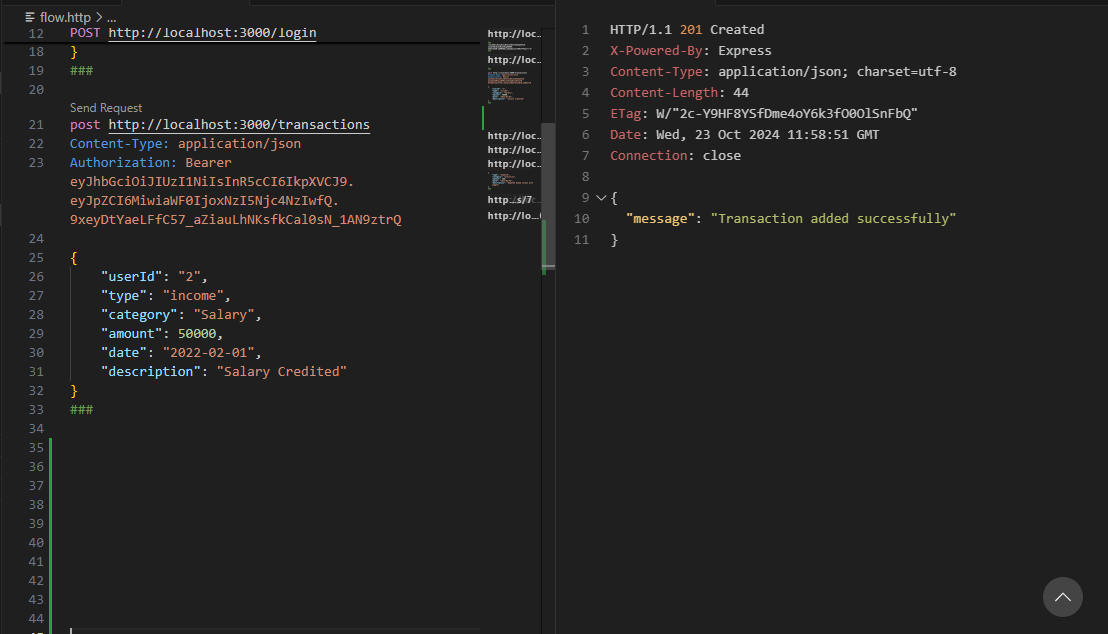 flow.http > ...
12 POST http://localhost:3000/login
18 }
19 ###
20
Send Request
21 post http://localhost:3000/transactions
22 Content-Type: application/json
23 Authorization: Bearer
eyJhbGciOiJIUzI1NiIsInR5cCI6IkpXVCJ9.
eyJpZCI6MiwiaWF0IjoxNzI5Njc4NzIwfQ.
9xeyDtYaeLFfC57_aZiauLhNKsfkCal0sN_1AN9ztrQ
24
25 {
26 "userId": "2",
27 "type": "income",
28 "category": "Salary",
29 "amount": 50000,
30 "date": "2022-02-01",
31 "description": "Salary Credited"
32 }
33 ###
34
35
36
37
38
39
40
41
42
43
44
http://loc...
http://loc...
http://loc...
http://loc...
http://loc...
http://lo...
1 HTTP/1.1 201 Created
2 X-Powered-By: Express
3 Content-Type: application/json; charset=utf-8
4 Content-Length: 44
5 ETag: W/"2c-Y9HF8YSfDme4oY6k3fO0OlSnFbQ"
6 Date: Wed, 23 Oct 2024 11:58:51 GMT
7 Connection: close
8
9 {
10 "message": "Transaction added successfully"
11 }